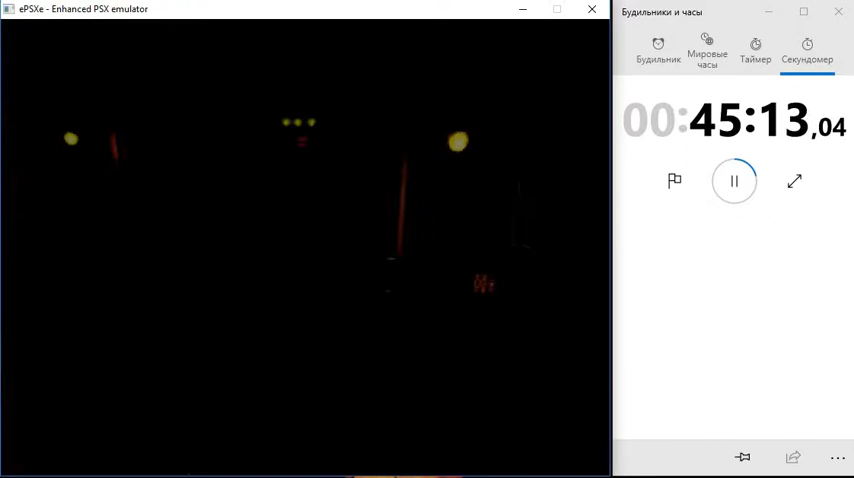 ePSXe - Enhanced PSX emulator
Будильники и часы
Будильник
Мировые
часы
Таймер
Секундомер
00:45:13,04